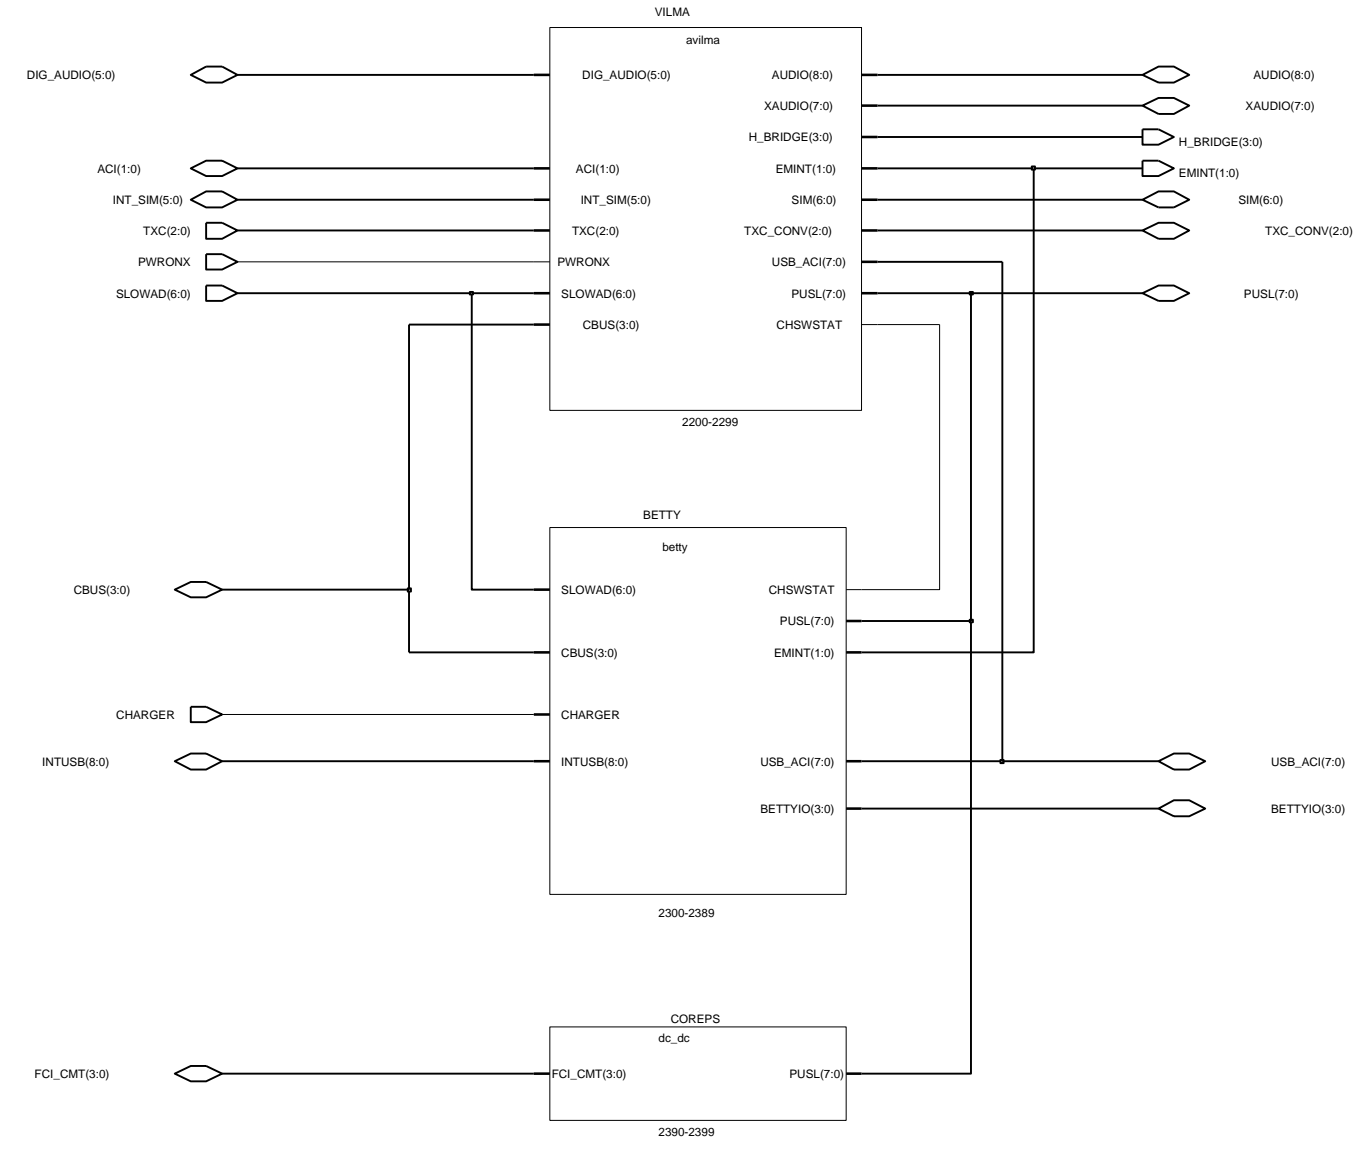 VILMA
avilma
DIG_AUDIO(5:0) DIG_AUDIO(5:0) AUDIO(8:0) AUDIO(8:0)
XAUDIO(7:0) XAUDIO(7:0)
H_BRIDGE(3:0) H_BRIDGE(3:0)
ACI(1:0) ACI(1:0) EMINT(1:0) EMINT(1:0)
INT_SIM(5:0) INT_SIM(5:0) SIM(6:0) SIM(6:0)
TXC(2:0) TXC(2:0) TXC_CONV(2:0) TXC_CONV(2:0)
PWRONX PWRONX USB_ACI(7:0)
SLOWAD(6:0) SLOWAD(6:0) PUSL(7:0) PUSL(7:0)
CBUS(3:0) CHSWSTAT
2200-2299
BETTY
betty
CBUS(3:0) SLOWAD(6:0) CHSWSTAT
PUSL(7:0)
CBUS(3:0) EMINT(1:0)
CHARGER CHARGER
INTUSB(8:0) INTUSB(8:0) USB_ACI(7:0) USB_ACI(7:0)
BETTYIO(3:0) BETTYIO(3:0)
2300-2389
COREPS
dc_dc
FCI_CMT(3:0) FCI_CMT(3:0) PUSL(7:0)
2390-2399